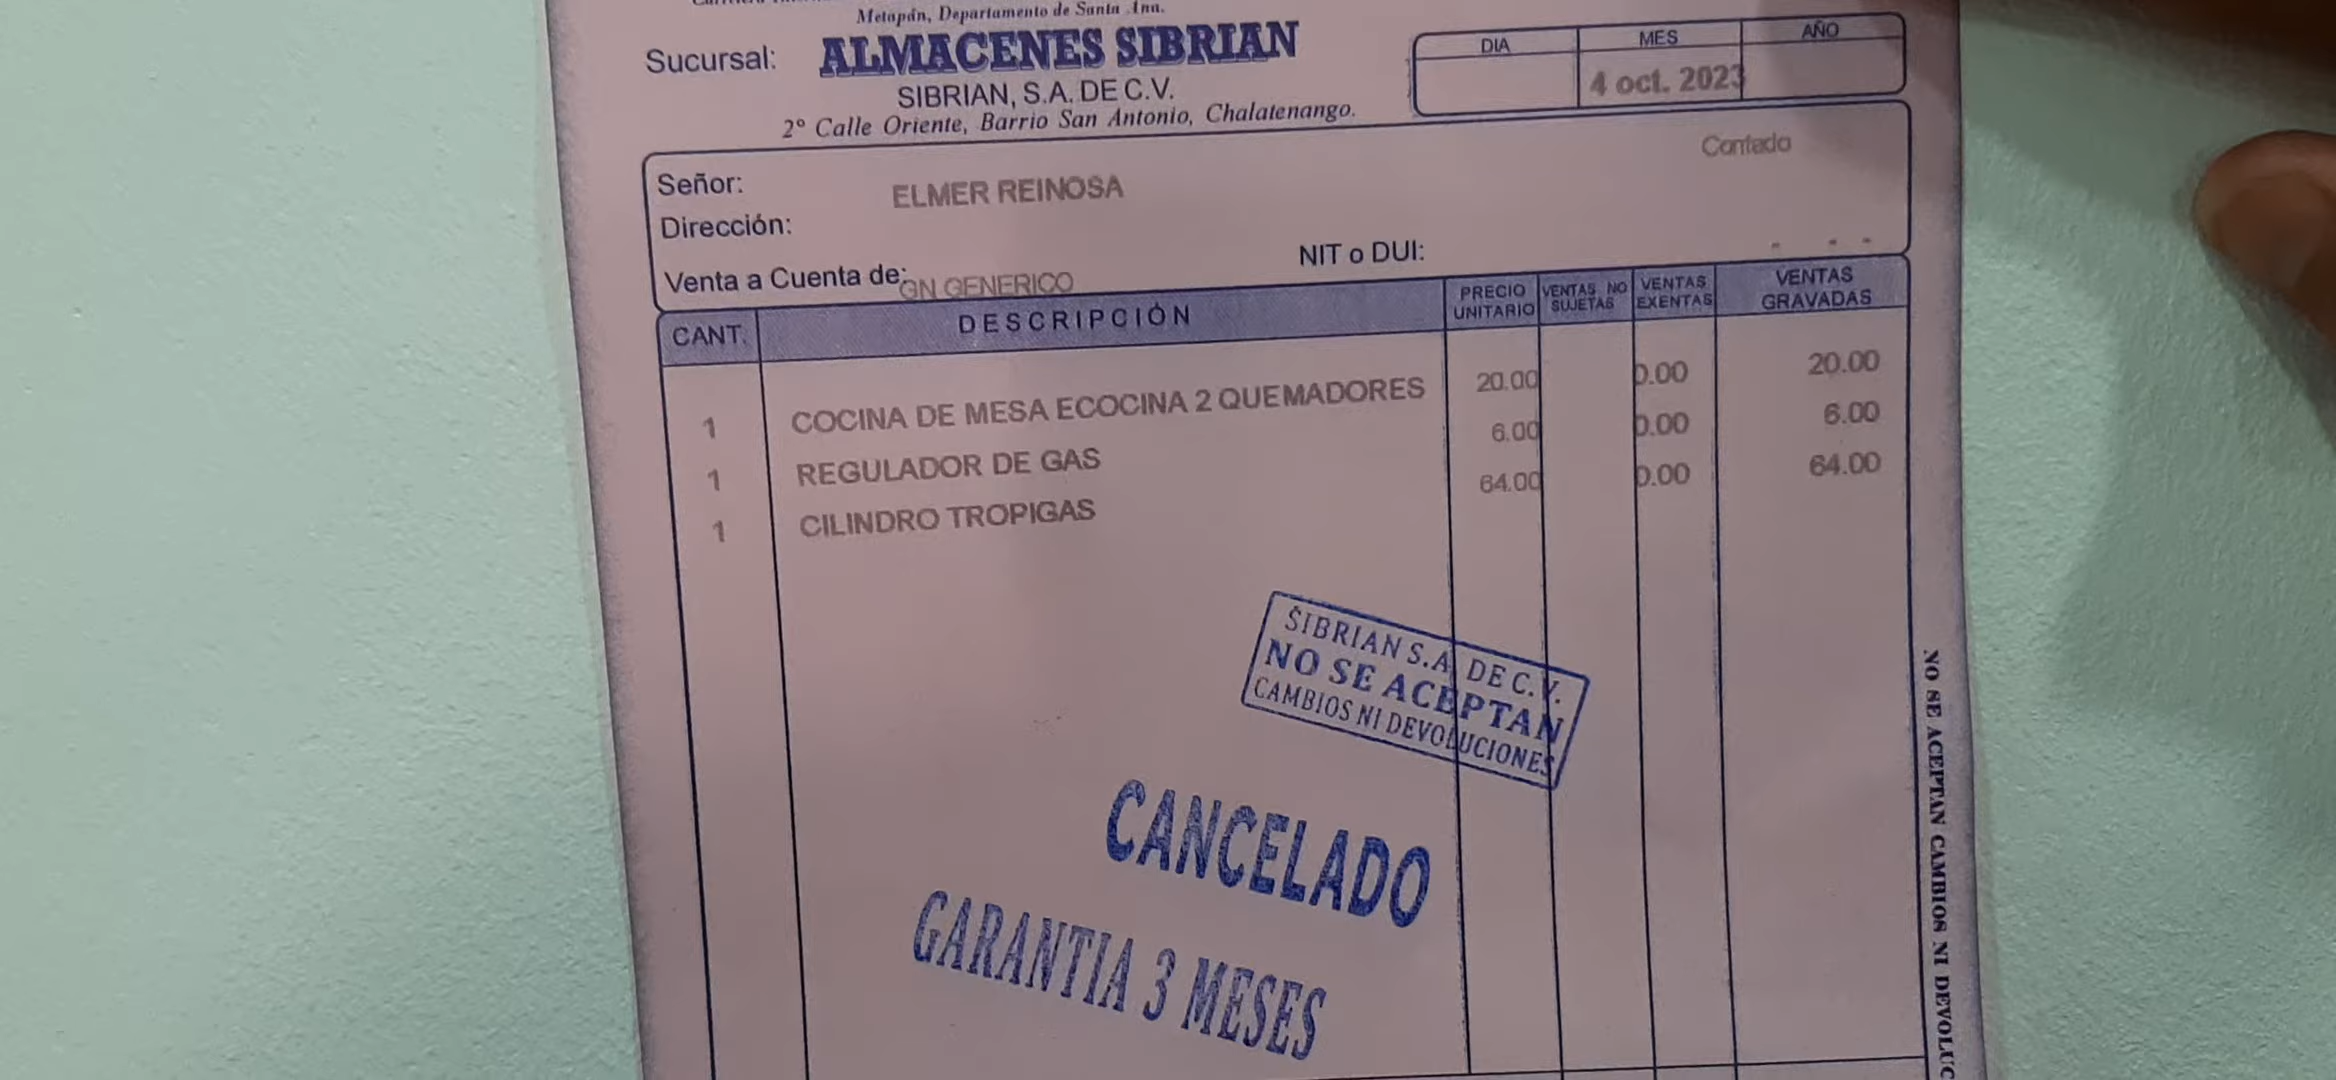 Metapán, Departamento de Santa Ana.
Sucursal: ALMACENES SIBRIAN
SIBRIAN, S.A. DE C.V.
2° Calle Oriente, Barrio San Antonio, Chalatenango.
DIA MES AÑO
4 oct. 2023
Contado
Señor: ELMER REINOSA
Dirección:
NIT o DUI:
Venta a Cuenta de: GN GENERICO
CANT. DESCRIPCIÓN PRECIO UNITARIO VENTAS NO SUJETAS VENTAS EXENTAS VENTAS GRAVADAS
1 COCINA DE MESA ECOCINA 2 QUEMADORES 20.00 0.00 20.00
1 REGULADOR DE GAS 6.00 0.00 6.00
1 CILINDRO TROPIGAS 64.00 0.00 64.00
SIBRIAN S.A. DE C.V.
NO SE ACEPTAN
CAMBIOS NI DEVOLUCIONES
CANCELADO
GARANTIA 3 MESES
NO SE ACEPTAN CAMBIOS NI DEVOLUC